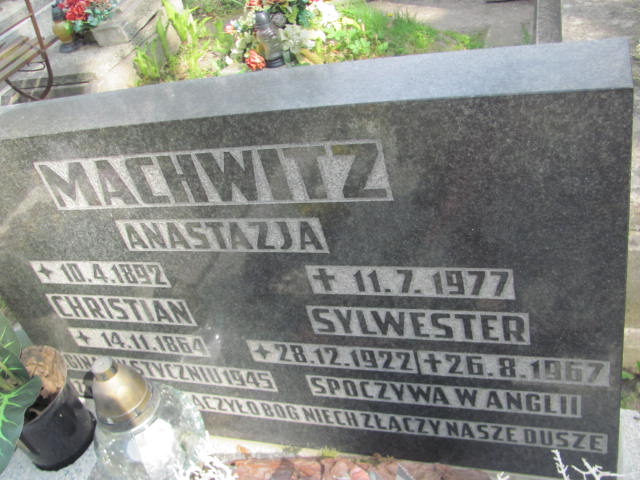 MACHWITZ
ANASTAZJA
+ 10.4.1892 + 11.7.1977
CHRISTIAN SYLWESTER
+ 14.11.1864 + 28.12.1922 + 26.8.1967
STYCZNIU 1945 SPOCZYWA W ANGLII
BÓG NIECH ZŁĄCZY NASZE DUSZE